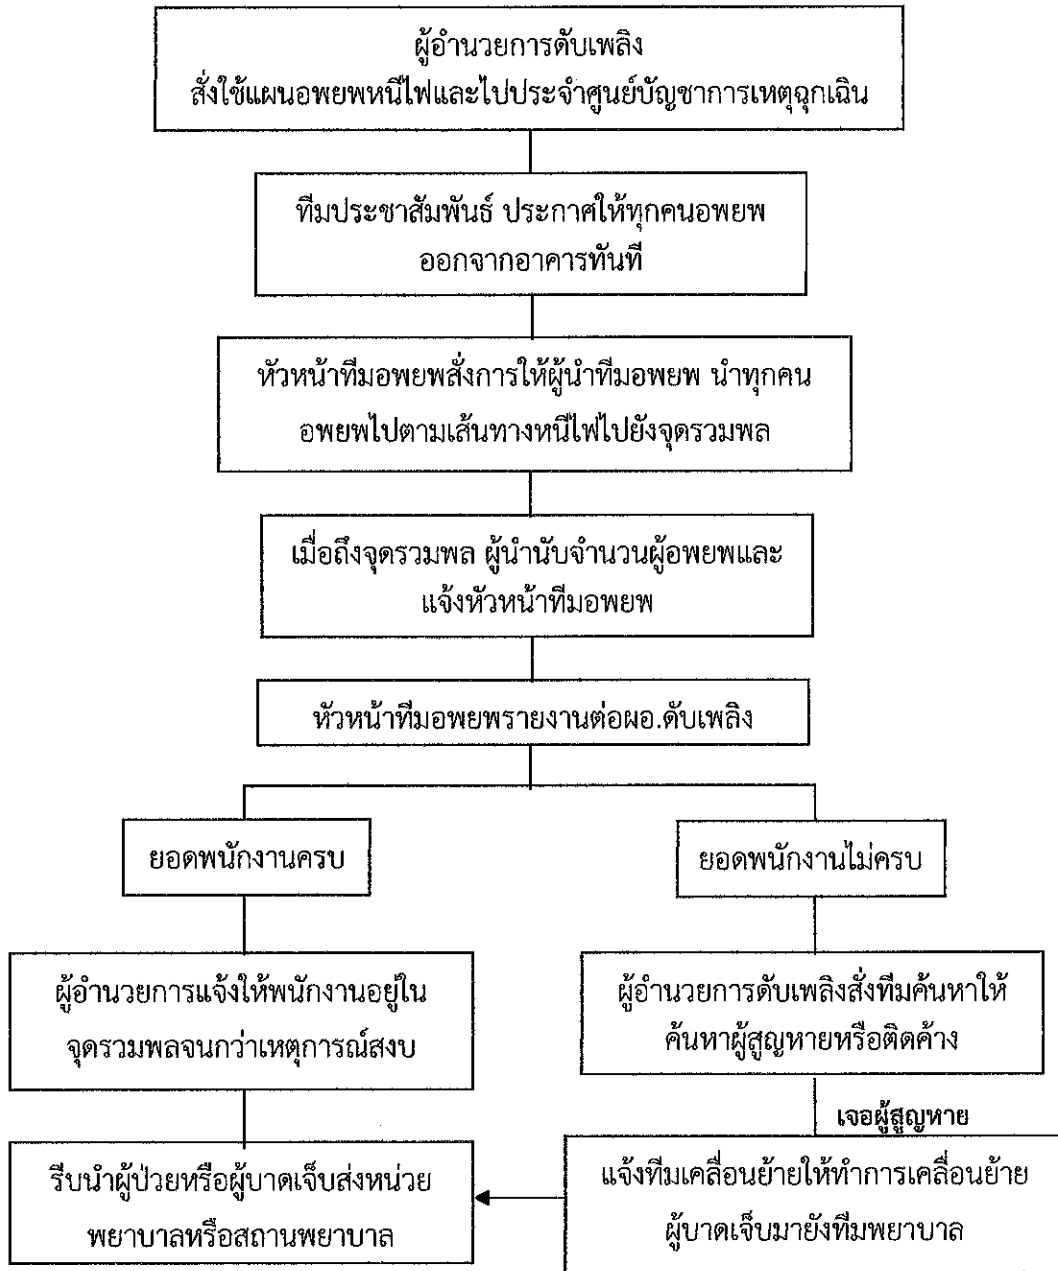 ผู้อำนวยการดับเพลิง
สั่งใช้แผนอพยพหนีไฟและไปประจำศูนย์บัญชาการเหตุฉุกเฉิน
ทีมประชาสัมพันธ์ ประกาศให้ทุกคนอพยพ
ออกจากอาคารทันที
หัวหน้าทีมอพยพสั่งการให้ผู้นำทีมอพยพ นำทุกคน
อพยพไปตามเส้นทางหนีไฟไปยังจุดรวมพล
เมื่อถึงจุดรวมพล ผู้นำนับจำนวนผู้อพยพและ
แจ้งหัวหน้าทีมอพยพ
หัวหน้าทีมอพยพรายงานต่อผอ.ดับเพลิง
ยอดพนักงานครบ
ยอดพนักงานไม่ครบ
ผู้อำนวยการแจ้งให้พนักงานอยู่ใน
จุดรวมพลจนกว่าเหตุการณ์สงบ
ผู้อำนวยการดับเพลิงสั่งทีมค้นหาให้
ค้นหาผู้สูญหายหรือติดค้าง
เจอผู้สูญหาย
รีบนำผู้ป่วยหรือผู้บาดเจ็บส่งหน่วย
พยาบาลหรือสถานพยาบาล
แจ้งทีมเคลื่อนย้ายให้ทำการเคลื่อนย้าย
ผู้บาดเจ็บมายังทีมพยาบาล